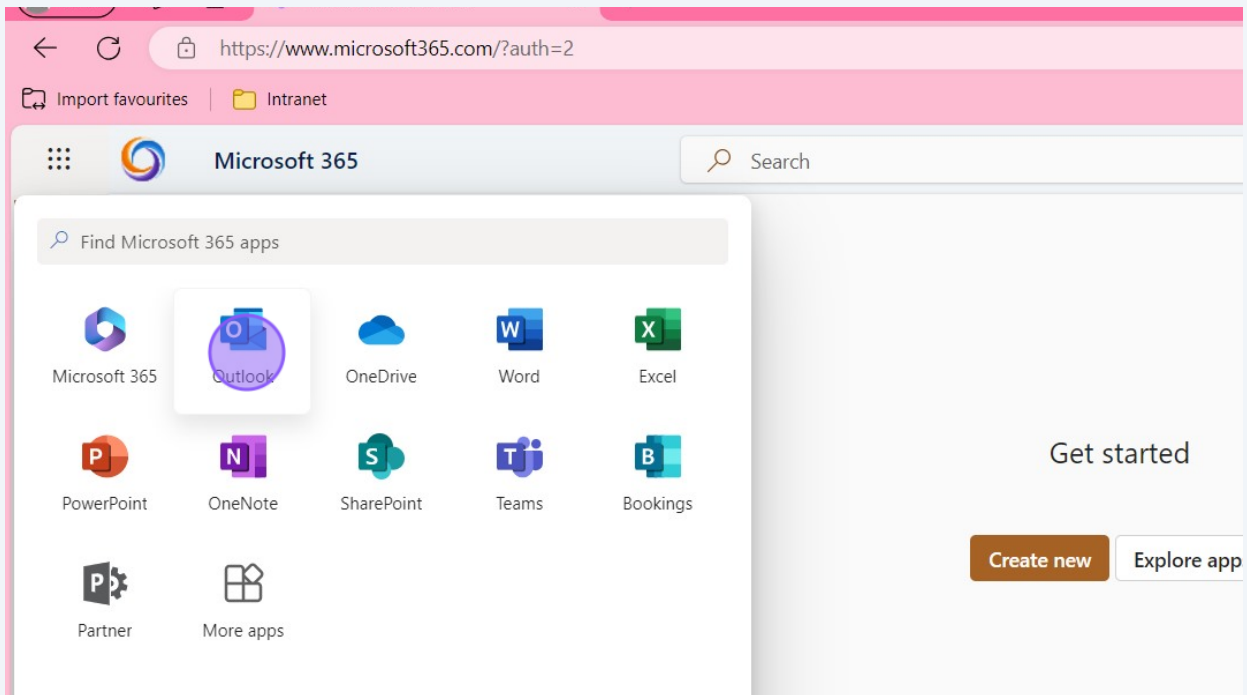 https://www.microsoft365.com/?auth=2
Import favourites
Intranet
Microsoft 365
Search
Find Microsoft 365 apps
Microsoft 365 Outlook OneDrive Word Excel
PowerPoint OneNote SharePoint Teams Bookings
Partner More apps
Get started
Create new Explore app